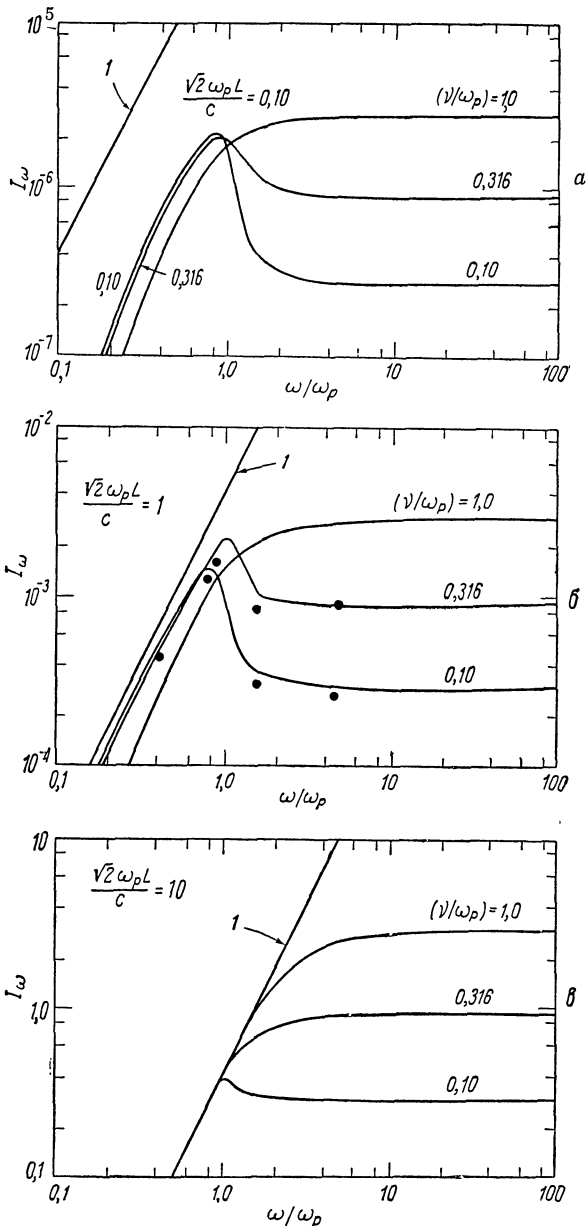 10^5
1
√2 ω_p L / c = 0,10
(ν/ω_p) = 1,0
I_ω
10^-6
0,316
а
0,10
0,316
0,10
10^-7
0,1
1,0
10
100
ω/ω_p
10^-2
1
√2 ω_p L / c = 1
(ν/ω_p) = 1,0
I_ω
10^-3
0,316
б
0,10
10^-4
0,1
1,0
10
100
ω/ω_p
10
√2 ω_p L / c = 10
1
(ν/ω_p) = 1,0
I_ω
1,0
0,316
в
0,10
0,1
0,1
1,0
10
100
ω/ω_p